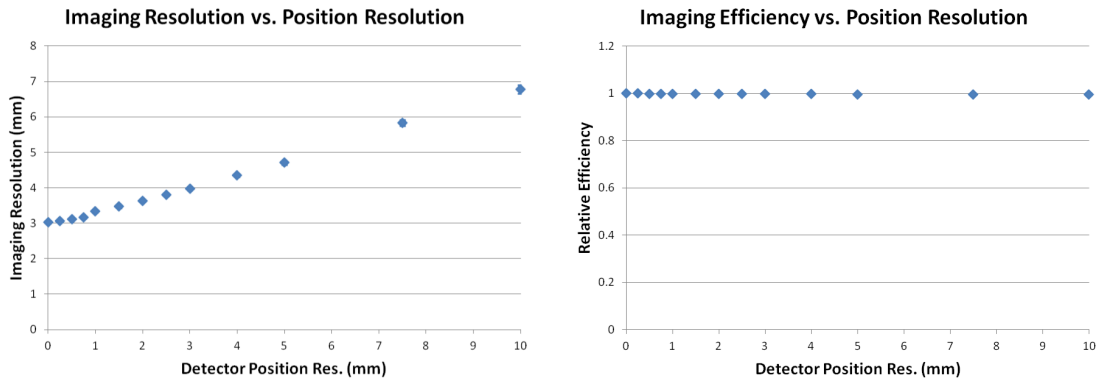 Imaging Resolution vs. Position Resolution
8
7
6
5
4
3
2
1
0
Imaging Resolution (mm)
0 1 2 3 4 5 6 7 8 9 10
Detector Position Res. (mm)
Imaging Efficiency vs. Position Resolution
1.2
1
0.8
0.6
0.4
0.2
0
Relative Efficiency
0 1 2 3 4 5 6 7 8 9 10
Detector Position Res. (mm)